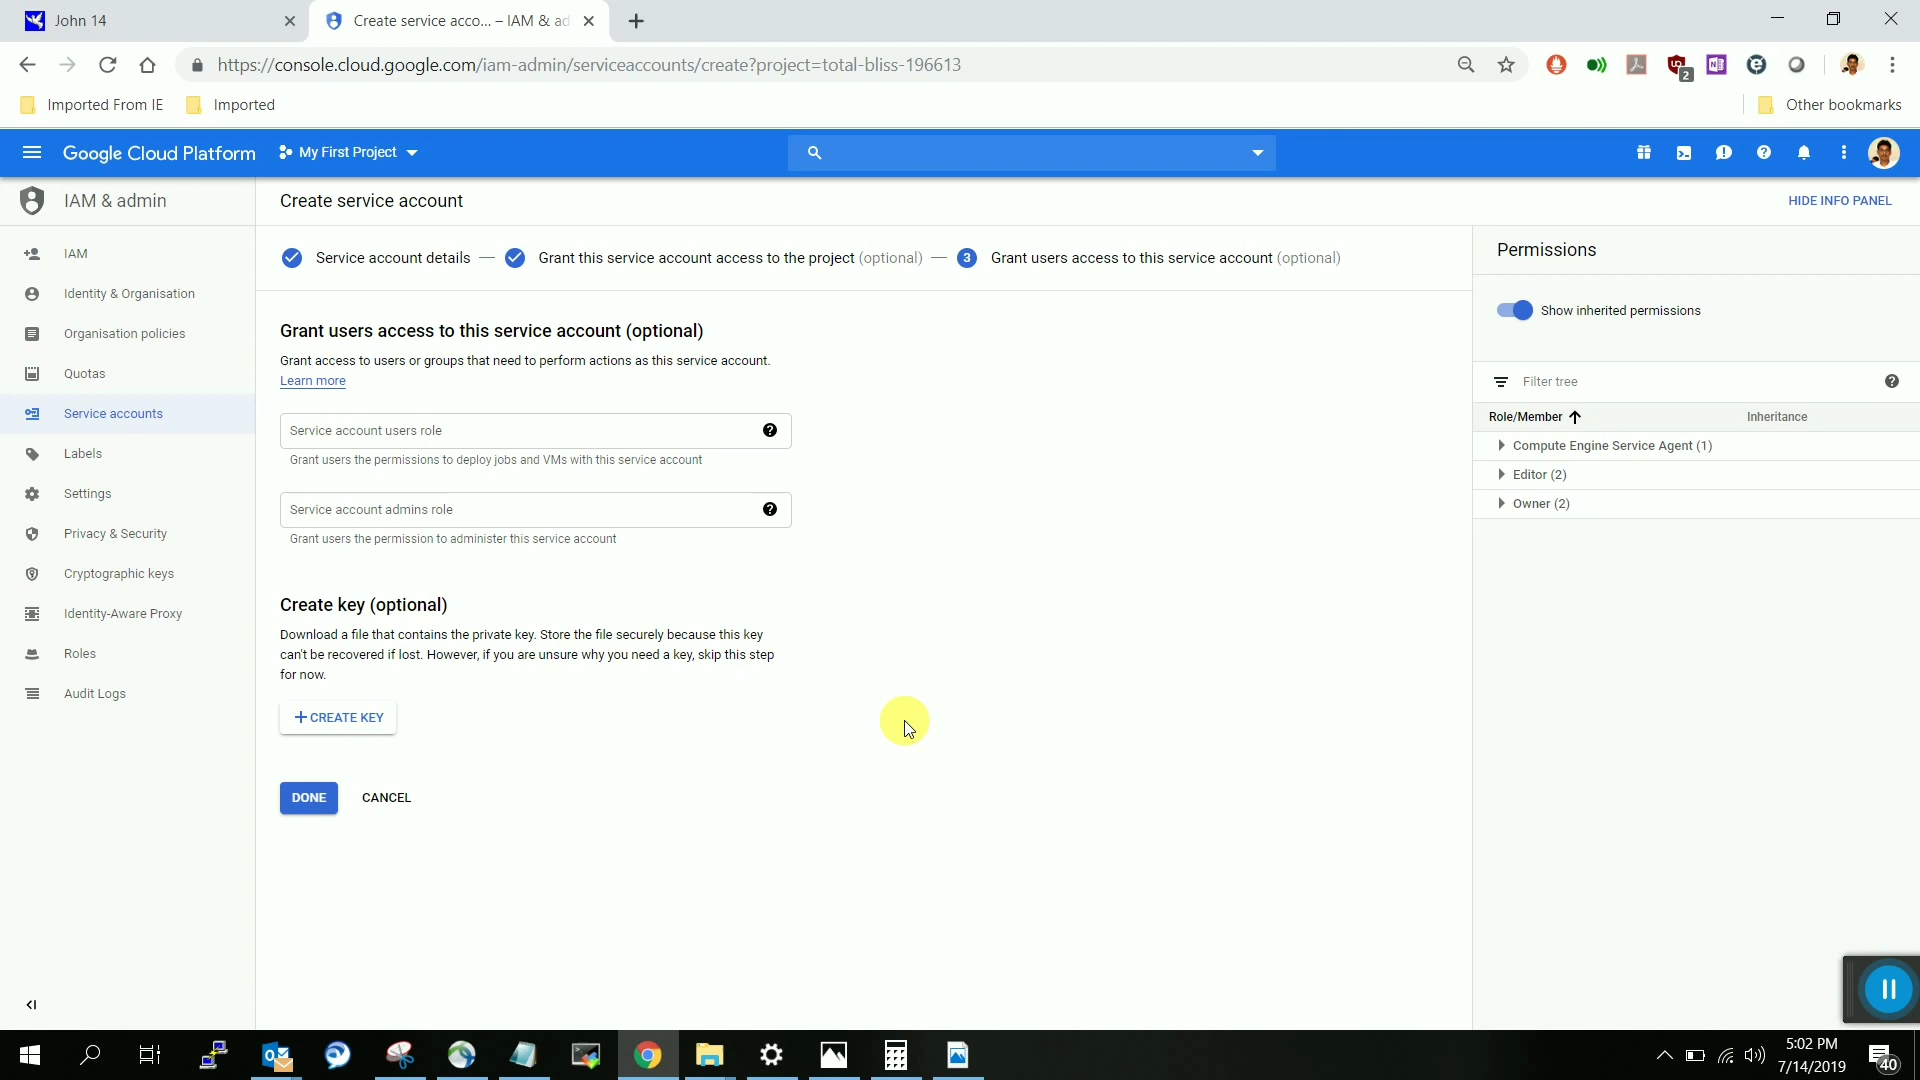 John 14
Create service acco... – IAM & ad
https://console.cloud.google.com/iam-admin/serviceaccounts/create?project=total-bliss-196613
2
Imported From IE
Imported
Other bookmarks
Google Cloud Platform
My First Project
IAM & admin
Create service account
HIDE INFO PANEL
IAM
Identity & Organisation
Organisation policies
Quotas
Service accounts
Labels
Settings
Privacy & Security
Cryptographic keys
Identity-Aware Proxy
Roles
Audit Logs
Service account details
Grant this service account access to the project (optional)
3 Grant users access to this service account (optional)
Grant users access to this service account (optional)
Grant access to users or groups that need to perform actions as this service account.
Learn more
Service account users role
Grant users the permissions to deploy jobs and VMs with this service account
Service account admins role
Grant users the permission to administer this service account
Create key (optional)
Download a file that contains the private key. Store the file securely because this key
can't be recovered if lost. However, if you are unsure why you need a key, skip this step
for now.
+ CREATE KEY
DONE
CANCEL
Permissions
Show inherited permissions
Filter tree
Role/Member
Inheritance
Compute Engine Service Agent (1)
Editor (2)
Owner (2)
5:02 PM
7/14/2019
40